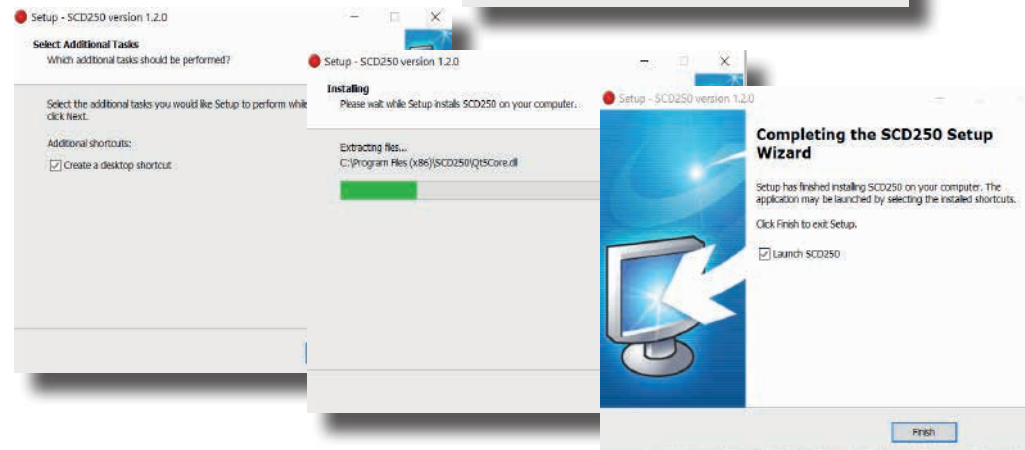 Setup - SCD250 version 1.2.0
Select Additional Tasks
Which additional tasks should be performed?
Select the additional tasks you would like Setup to perform while
click Next.
Additional shortcuts:
Create a desktop shortcut
Setup - SCD250 version 1.2.0
Installing
Please wait while Setup installs SCD250 on your computer.
Extracting files...
C:\Program Files (x86)\SCD250\Qt5Core.dll
Setup - SCD250 version 1.2.0
Completing the SCD250 Setup
Wizard
Setup has finished installing SCD250 on your computer. The
application may be launched by selecting the installed shortcuts.
Click Finish to exit Setup.
Launch SCD250
Finish